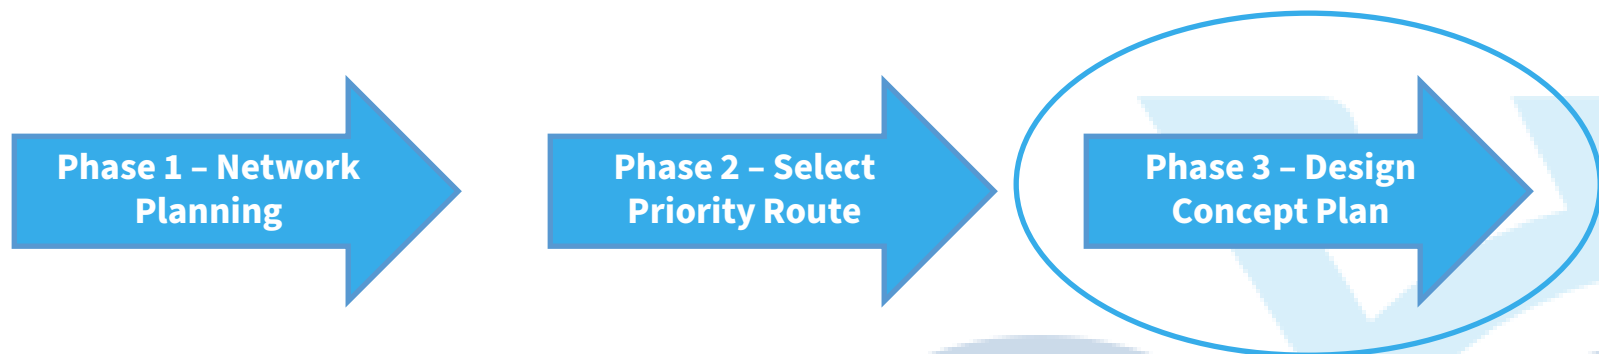 Phase 1 – Network
Planning
Phase 2 – Select
Priority Route
Phase 3 – Design
Concept Plan